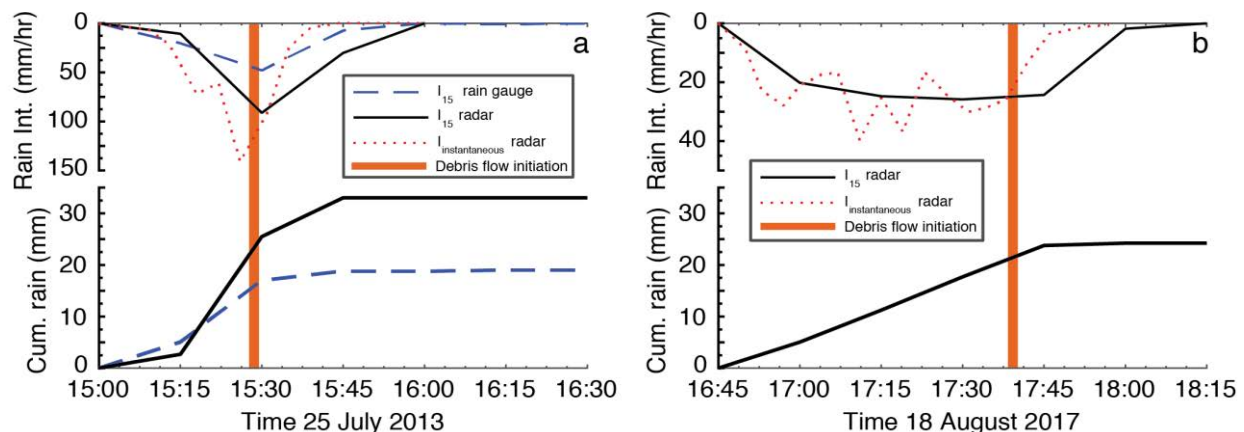 Rain Int. (mm/hr)
0
50
100
150
a
I15 rain gauge
I15 radar
Iinstantaneous radar
Debris flow initiation
Cum. rain (mm)
30
20
10
0
15:00 15:15 15:30 15:45 16:00 16:15 16:30
Time 25 July 2013
Rain Int. (mm/hr)
0
20
40
b
I15 radar
Iinstantaneous radar
Debris flow initiation
Cum. rain (mm)
30
20
10
0
16:45 17:00 17:15 17:30 17:45 18:00 18:15
Time 18 August 2017